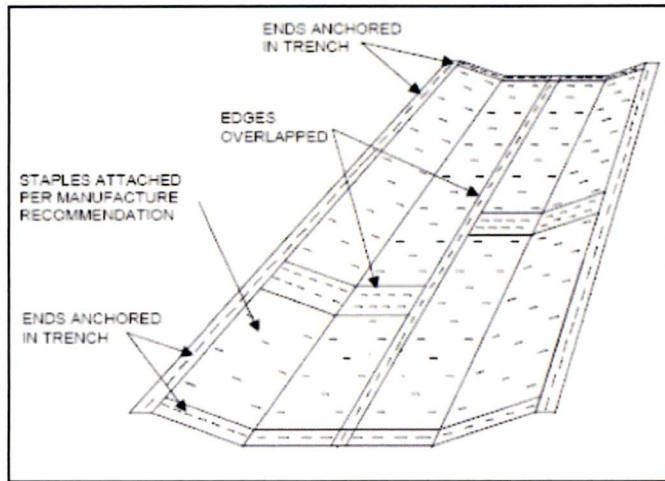 ENDS ANCHORED
IN TRENCH
EDGES
OVERLAPPED
STAPLES ATTACHED
PER MANUFACTURE
RECOMMENDATION
ENDS ANCHORED
IN TRENCH